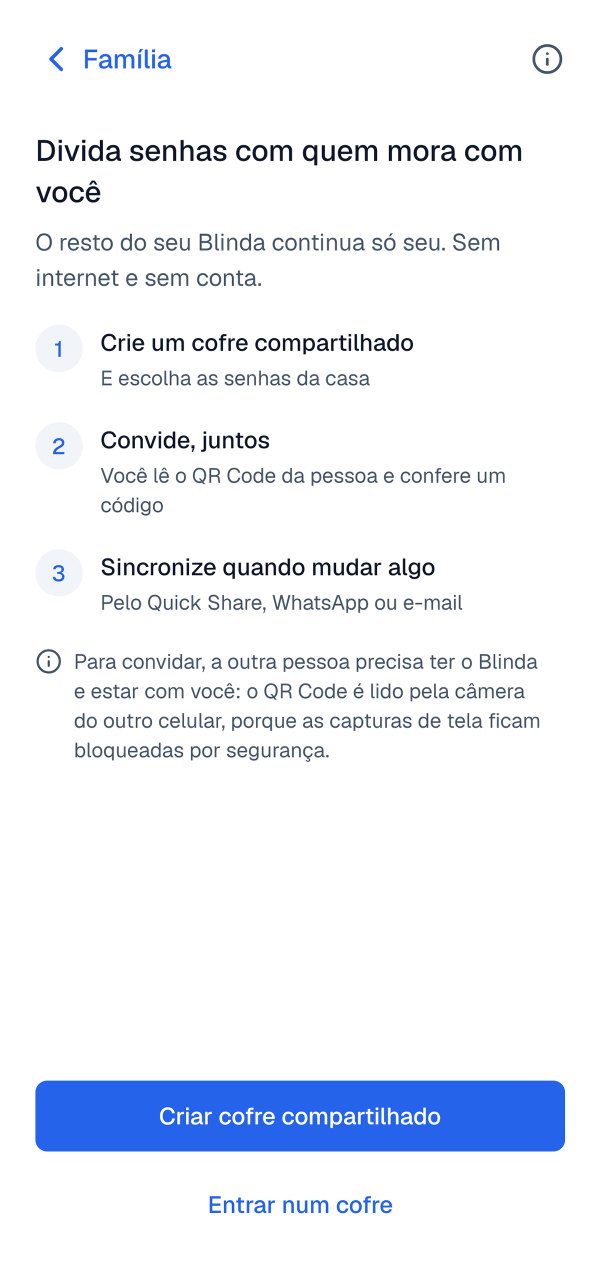 Família
Divida senhas com quem mora com
você
O resto do seu Blinda continua só seu. Sem
internet e sem conta.
1
Crie um cofre compartilhado
E escolha as senhas da casa
2
Convide, juntos
Você lê o QR Code da pessoa e confere um
código
3
Sincronize quando mudar algo
Pelo Quick Share, WhatsApp ou e-mail
Para convidar, a outra pessoa precisa ter o Blinda
e estar com você: o QR Code é lido pela câmera
do outro celular, porque as capturas de tela ficam
bloqueadas por segurança.
Criar cofre compartilhado
Entrar num cofre